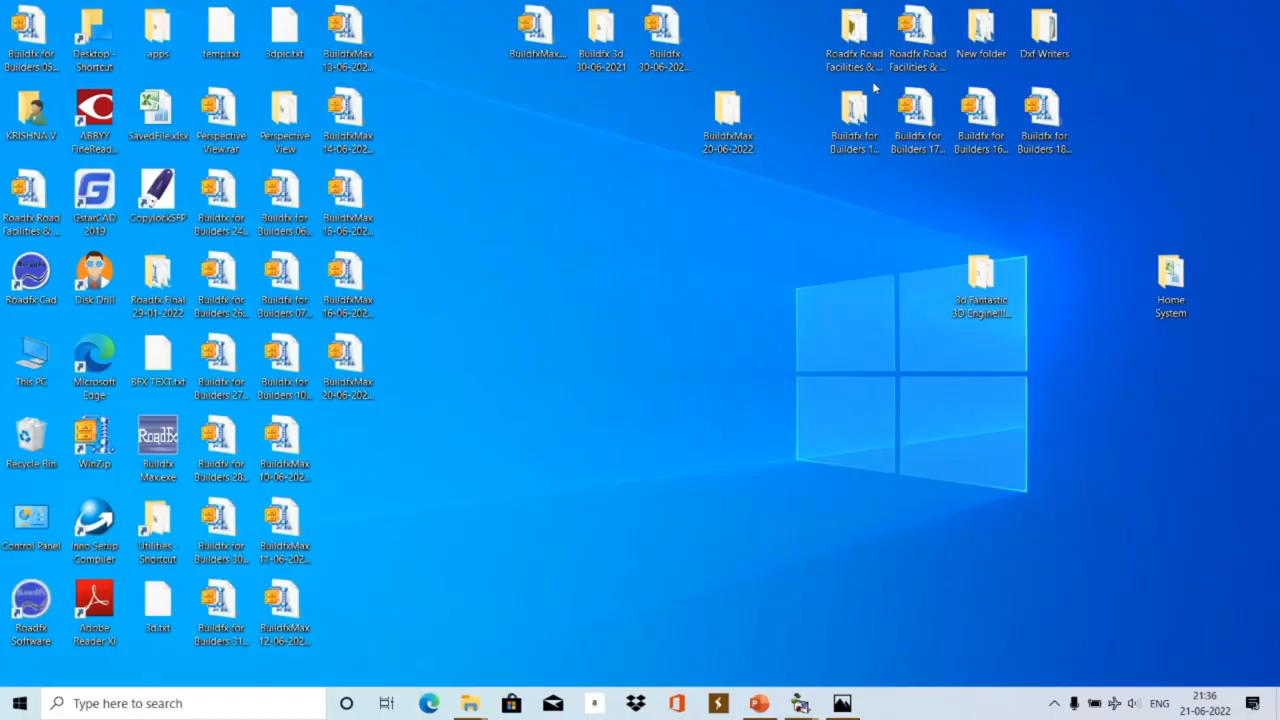 Buildfx for
Builders 05...
Desktop -
Shortcut
apps
temp.txt
3dpic.txt
BuildfxMax
13-06-202...
BuildfxMax....
Buildfx 3d
30-06-2021
Buildfx
30-06-202...
Roadfx Road
Facilities & ...
Roadfx Road
Facilities & ...
New folder
Dxf Writers
KRISHNA V
ABBYY
FineRead...
SavedFile.xlsx
Perspective
View.rar
Perspective
View
BuildfxMax
14-06-202...
BuildfxMax
20-06-2022
Buildfx for
Builders 1...
Buildfx for
Builders 17...
Buildfx for
Builders 16...
Buildfx for
Builders 18...
Roadfx Road
Facilities & ...
GstarCAD
2019
CopylockSFP
Buildfx for
Builders 24...
Buildfx for
Builders 06...
BuildfxMax
15-06-202...
Roadfx Cad
Disk Drill
Roadfx Final
29-01-2022
Buildfx for
Builders 26...
Buildfx for
Builders 07...
BuildfxMax
16-06-202...
3d Fantastic
3D Engine!!!...
Home
System
This PC
Microsoft
Edge
BFX TEXT.txt
Buildfx for
Builders 27...
Buildfx for
Builders 10...
BuildfxMax
20-06-202...
Recycle Bin
WinZip
RoadFx
Buildfx
Max.exe
Buildfx for
Builders 28...
BuildfxMax
10-06-202...
Control Panel
Inno Setup
Compiler
Utilities -
Shortcut
Buildfx for
Builders 30...
BuildfxMax
11-06-202...
Roadfx
Software
Adobe
Reader XI
3d.txt
Buildfx for
Builders 31...
BuildfxMax
12-06-202...
Type here to search
a
ENG
21:36
21-06-2022